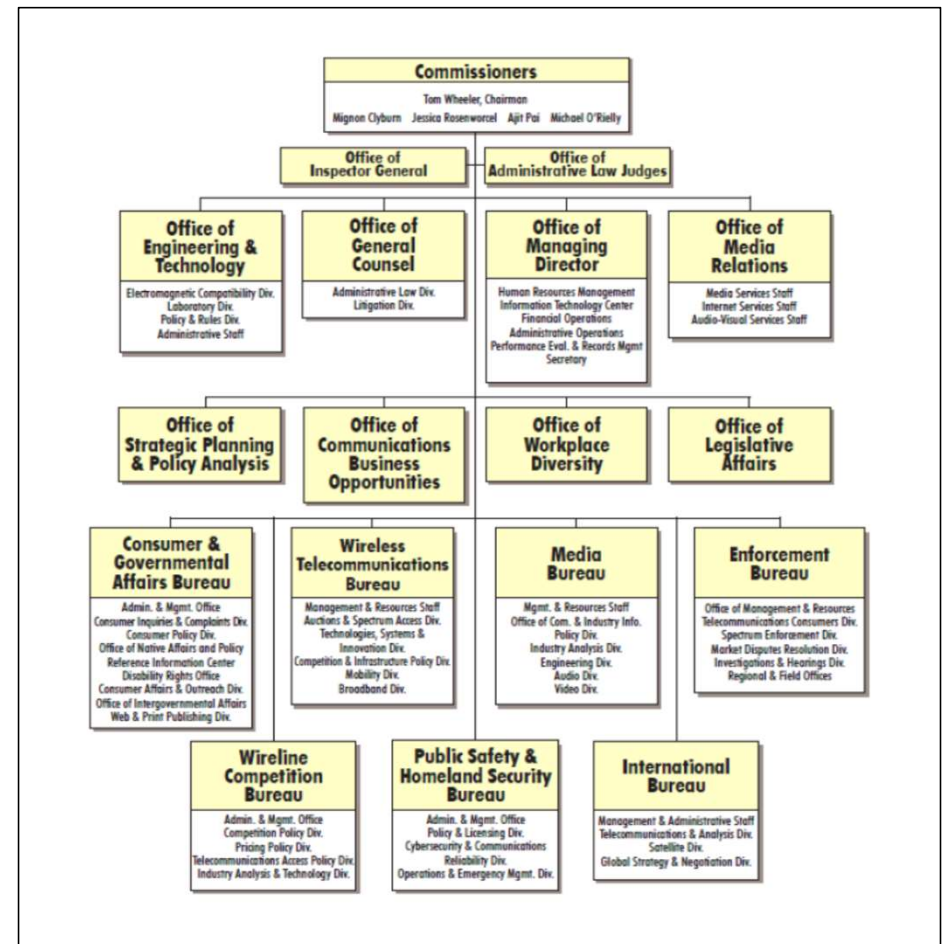 Commissioners
Tom Wheeler, Chairman
Mignon Clyburn Jessica Rosenworcel Ajit Pai Michael O'Rielly
Office of
Inspector General
Office of
Administrative Law Judges
Office of
Engineering &
Technology
Electromagnetic Compatibility Div.
Laboratory Div.
Policy & Rules Div.
Administrative Staff
Office of
General
Counsel
Administrative Law Div.
Litigation Div.
Office of
Managing
Director
Human Resources Management
Information Technology Center
Financial Operations
Administrative Operations
Performance Eval. & Records Mgmt
Secretary
Office of
Media
Relations
Media Services Staff
Internet Services Staff
Audio-Visual Services Staff
Office of
Strategic Planning
& Policy Analysis
Office of
Communications
Business
Opportunities
Office of
Workplace
Diversity
Office of
Legislative
Affairs
Consumer &
Governmental
Affairs Bureau
Admin. & Mgmt. Office
Consumer Inquiries & Complaints Div.
Consumer Policy Div.
Office of Native Affairs and Policy
Reference Information Center
Disability Rights Office
Consumer Affairs & Outreach Div.
Office of Intergovernmental Affairs
Web & Print Publishing Div.
Wireless
Telecommunications
Bureau
Management & Resources Staff
Auctions & Spectrum Access Div.
Technologies, Systems &
Innovation Div.
Competition & Infrastructure Policy Div.
Mobility Div.
Broadband Div.
Media
Bureau
Mgmt. & Resources Staff
Office of Com. & Industry Info.
Policy Div.
Industry Analysis Div.
Engineering Div.
Audio Div.
Video Div.
Enforcement
Bureau
Office of Management & Resources
Telecommunications Consumers Div.
Spectrum Enforcement Div.
Market Disputes Resolution Div.
Investigations & Hearings Div.
Regional & Field Offices
Wireline
Competition
Bureau
Admin. & Mgmt. Office
Competition Policy Div.
Pricing Policy Div.
Telecommunications Access Policy Div.
Industry Analysis & Technology Div.
Public Safety &
Homeland Security
Bureau
Admin. & Mgmt. Office
Policy & Licensing Div.
Cybersecurity & Communications
Reliability Div.
Operations & Emergency Mgmt. Div.
International
Bureau
Management & Administrative Staff
Telecommunications & Analysis Div.
Satellite Div.
Global Strategy & Negotiation Div.